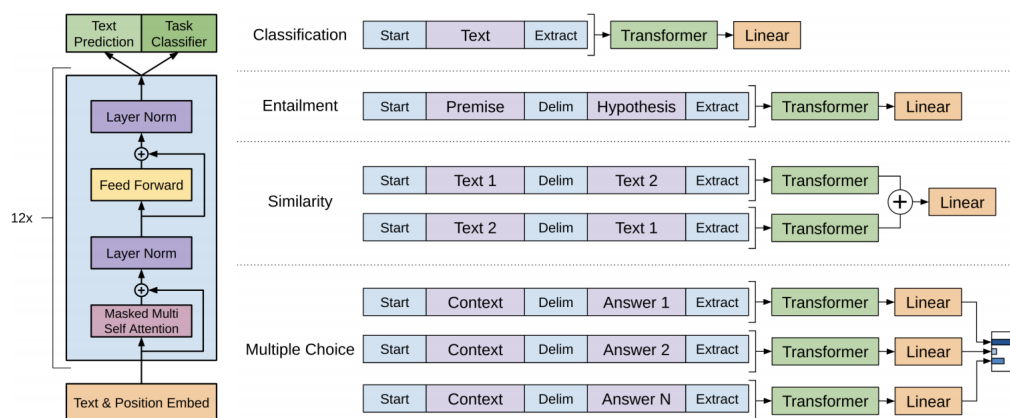 Text Prediction
Task Classifier
12x
Layer Norm
Feed Forward
Layer Norm
Masked Multi
Self Attention
Text & Position Embed
Classification
Start Text Extract Transformer Linear
Entailment
Start Premise Delim Hypothesis Extract Transformer Linear
Similarity
Start Text 1 Delim Text 2 Extract Transformer
Start Text 2 Delim Text 1 Extract Transformer
Linear
Multiple Choice
Start Context Delim Answer 1 Extract Transformer Linear
Start Context Delim Answer 2 Extract Transformer Linear
Start Context Delim Answer N Extract Transformer Linear